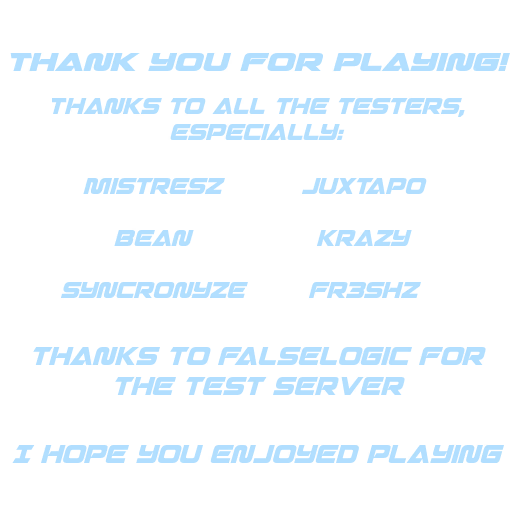 THANK YOU FOR PLAYING!
THANKS TO ALL THE TESTERS,
ESPECIALLY:
MISTRESZ JUXTAPO
BEAN KRAZY
SYNCRONYZE FR3SHZ
THANKS TO FALSELOGIC FOR
THE TEST SERVER
I HOPE YOU ENJOYED PLAYING